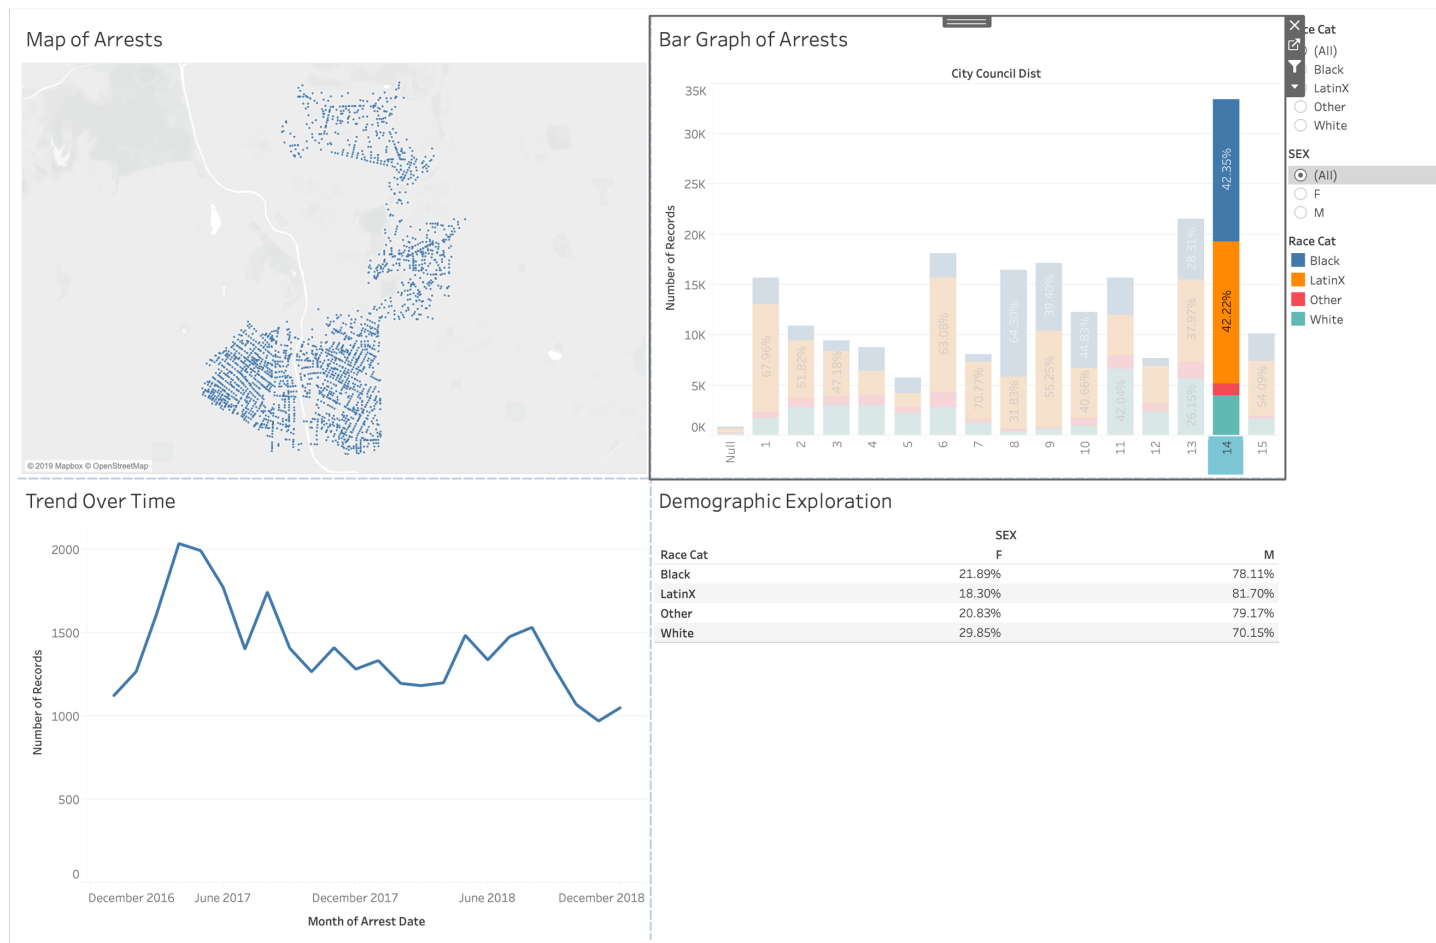 Map of Arrests
© 2019 Mapbox © OpenStreetMap
Bar Graph of Arrests
City Council Dist
Number of Records
35K
30K
25K
20K
15K
10K
5K
0K
67.96%
51.82%
47.18%
63.08%
70.77%
64.30%
31.83%
39.40%
55.25%
44.83%
40.66%
42.04%
28.31%
37.97%
26.15%
42.35%
42.22%
54.09%
Null
1
2
3
4
5
6
7
8
9
10
11
12
13
14
15
Cat
(All)
Black
LatinX
Other
White
SEX
(All)
F
M
Race Cat
Black
LatinX
Other
White
Trend Over Time
Number of Records
2000
1500
1000
500
0
December 2016 June 2017 December 2017 June 2018 December 2018
Month of Arrest Date
Demographic Exploration
SEX
Race Cat F M
Black 21.89% 78.11%
LatinX 18.30% 81.70%
Other 20.83% 79.17%
White 29.85% 70.15%